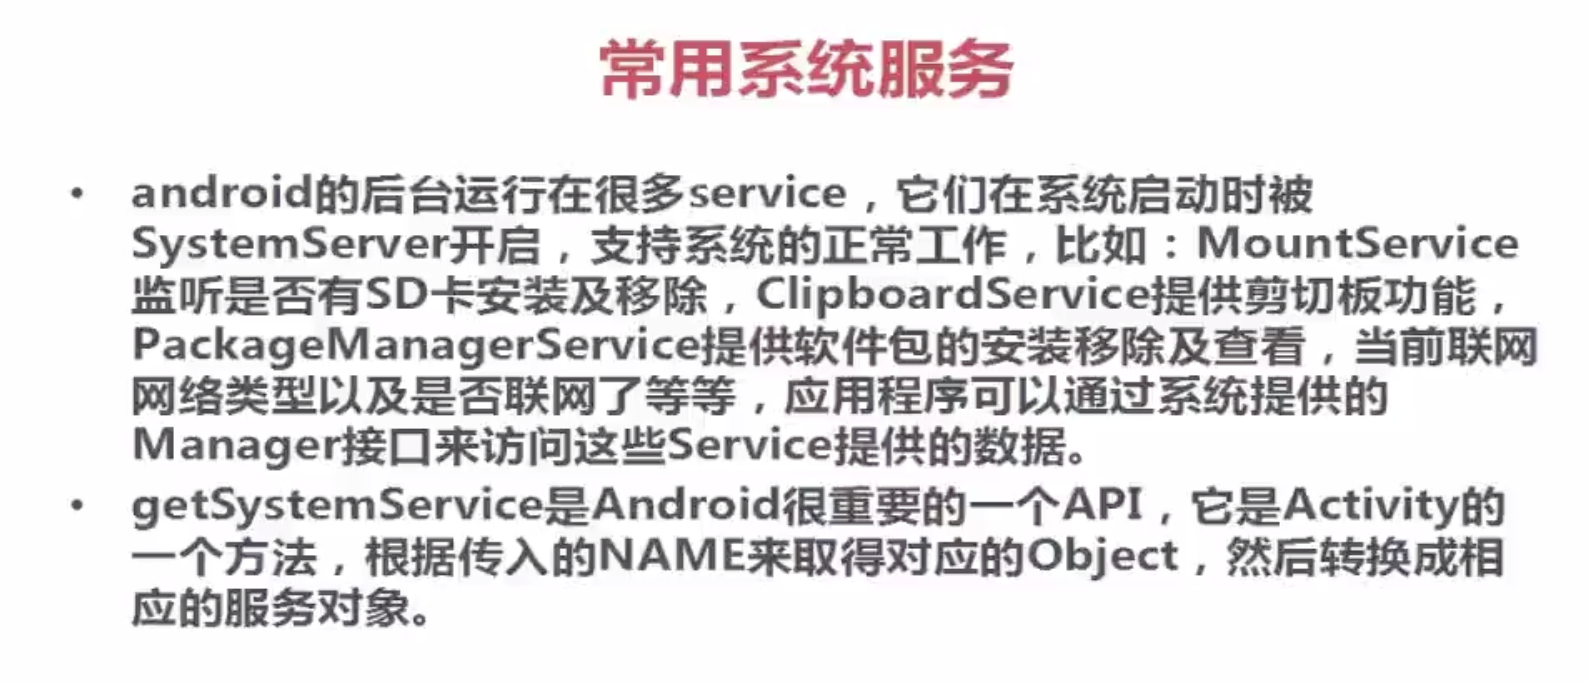 常用系统服务
• android的后台运行在很多service，它们在系统启动时被
SystemServer开启，支持系统的正常工作，比如：MountService
监听是否有SD卡安装及移除，ClipboardService提供剪切板功能，
PackageManagerService提供软件包的安装移除及查看，当前联网
网络类型以及是否联网了等等，应用程序可以通过系统提供的
Manager接口来访问这些Service提供的数据。
• getSystemService是Android很重要的一个API，它是Activity的
一个方法，根据传入的NAME来取得对应的Object，然后转换成相
应的服务对象。